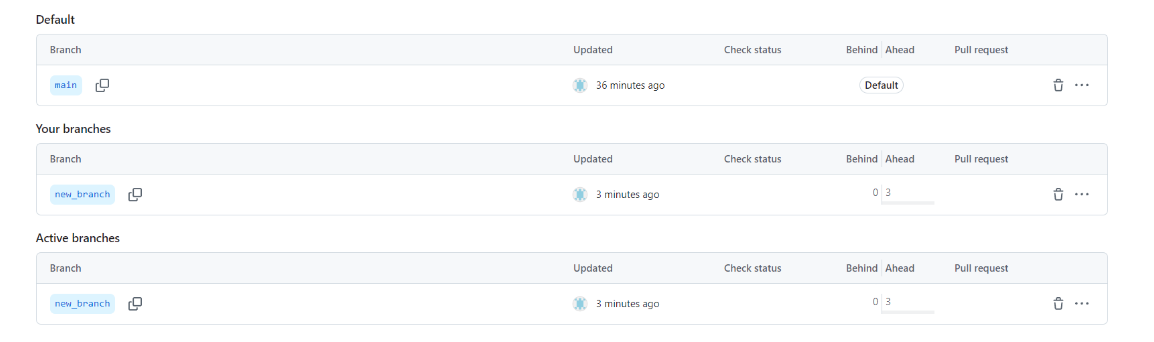 Default
Branch Updated Check status Behind Ahead Pull request
main 36 minutes ago Default
Your branches
Branch Updated Check status Behind Ahead Pull request
new_branch 3 minutes ago 0 3
Active branches
Branch Updated Check status Behind Ahead Pull request
new_branch 3 minutes ago 0 3